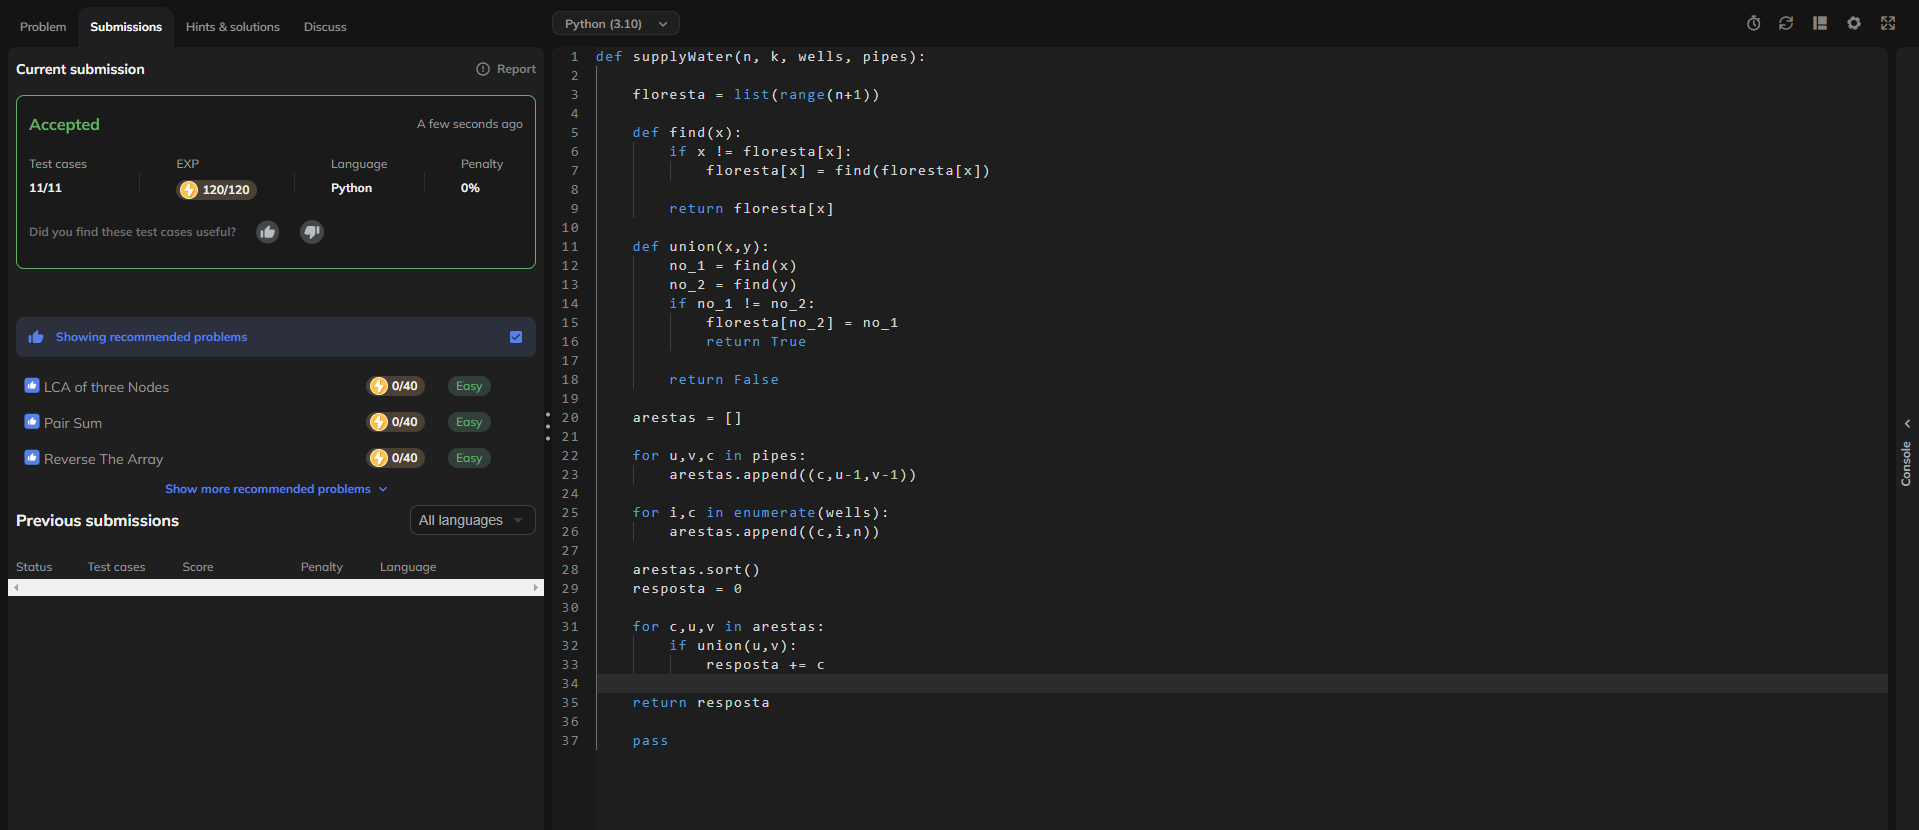 Problem Submissions Hints & solutions Discuss
Python (3.10)
Current submission Report
Accepted A few seconds ago
Test cases EXP Language Penalty
11/11 120/120 Python 0%
Did you find these test cases useful?
Showing recommended problems
LCA of three Nodes 0/40 Easy
Pair Sum 0/40 Easy
Reverse The Array 0/40 Easy
Show more recommended problems
Previous submissions All languages
Status Test cases Score Penalty Language
1 def supplyWater(n, k, wells, pipes):
2
3     floresta = list(range(n+1))
4
5     def find(x):
6         if x != floresta[x]:
7             floresta[x] = find(floresta[x])
8
9         return floresta[x]
10
11     def union(x,y):
12         no_1 = find(x)
13         no_2 = find(y)
14         if no_1 != no_2:
15             floresta[no_2] = no_1
16             return True
17
18         return False
19
20     arestas = []
21
22     for u,v,c in pipes:
23         arestas.append((c,u-1,v-1))
24
25     for i,c in enumerate(wells):
26         arestas.append((c,i,n))
27
28     arestas.sort()
29     resposta = 0
30
31     for c,u,v in arestas:
32         if union(u,v):
33             resposta += c
34
35     return resposta
36
37     pass
Console